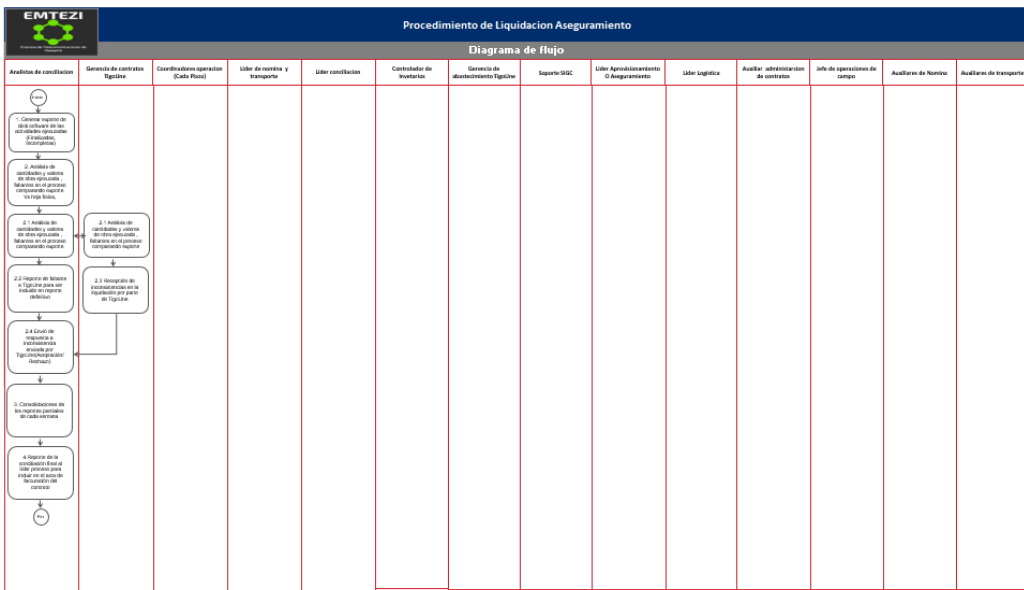 EMTEZI
Procedimiento de Liquidacion Aseguramiento
Diagrama de flujo
Analistas de conciliacion
Gerencia de contratos
TigoUne
Coordinadores operacion
(Cada Plaza)
Lider de nomina y
transporte
Lider conciliacion
Controlador de
Invetarios
Gerencia de
abastecimiento TigoUne
Soporte SIGC
Lider Aprovisionamiento
O Aseguramiento
Lider Logistica
Auxiliar administarcion
de contratos
Jefe de operaciones de
campo
Auxiliares de Nomina
Auxiliares de transporte
Inicio
1. Generar reporte de
click software de las
actividades ejecutadas
(Finalizadas,
Incompletas)
2. Análisis de
cantidades y valores
de obra ejecutada ,
faltantes en el proceso
comparando reporte
Vs hoja fisica,
2.1 Análisis de
cantidades y valores
de obra ejecutada ,
faltantes en el proceso
comparando reporte
2.1 Análisis de
cantidades y valores
de obra ejecutada ,
faltantes en el proceso
comparando reporte
2.2 Reporte de faltante
a TigoUne para ser
incluido en reporte
definitivo
2.3 Recepción de
inconsistencias en la
liquidación por parte
de TigoUne
2.4 Envió de
respuesta a
inconsistencia
enviada por
TigoUne(Aceptación/
Rechazo)
3. Consolidaciones de
los reportes parciales
de cada semana
4. Reporte de la
conciliación final al
lider proceso para
incluir en el acta de
facturación del
contrato
Fin